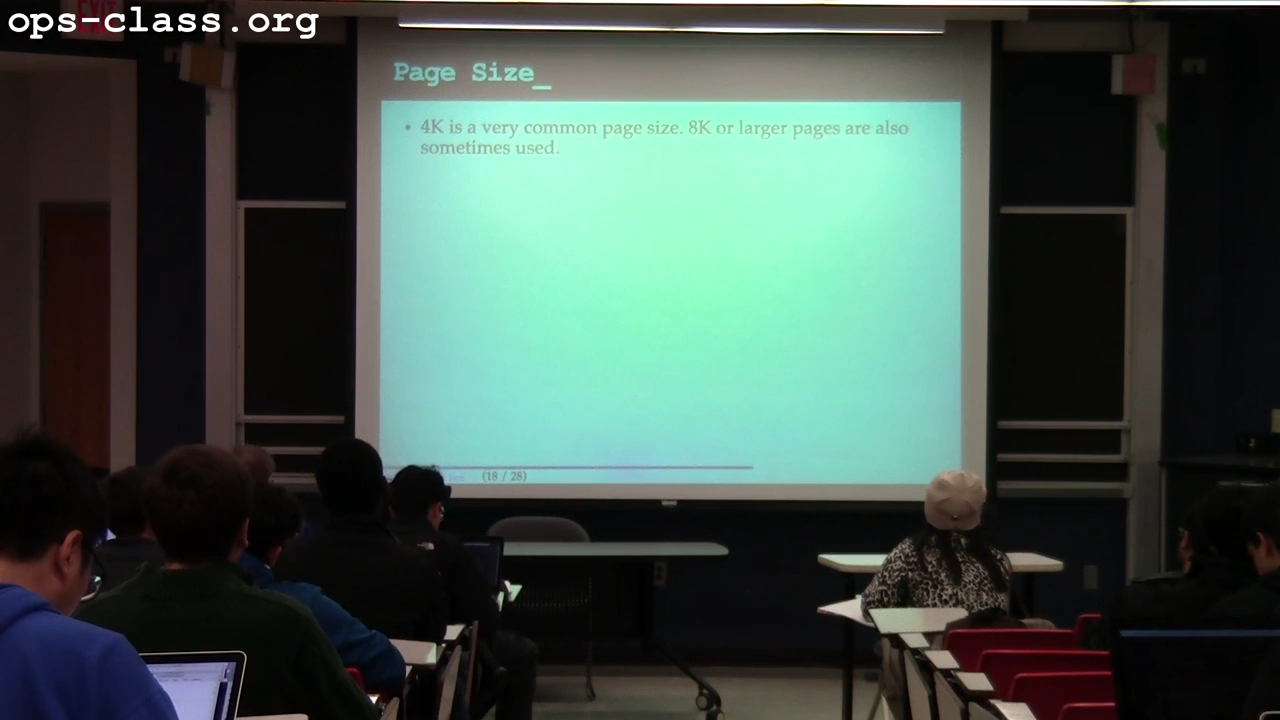 ops-class.org
EXIT
Page Size_
• 4K is a very common page size. 8K or larger pages are also
sometimes used.
(18 / 28)